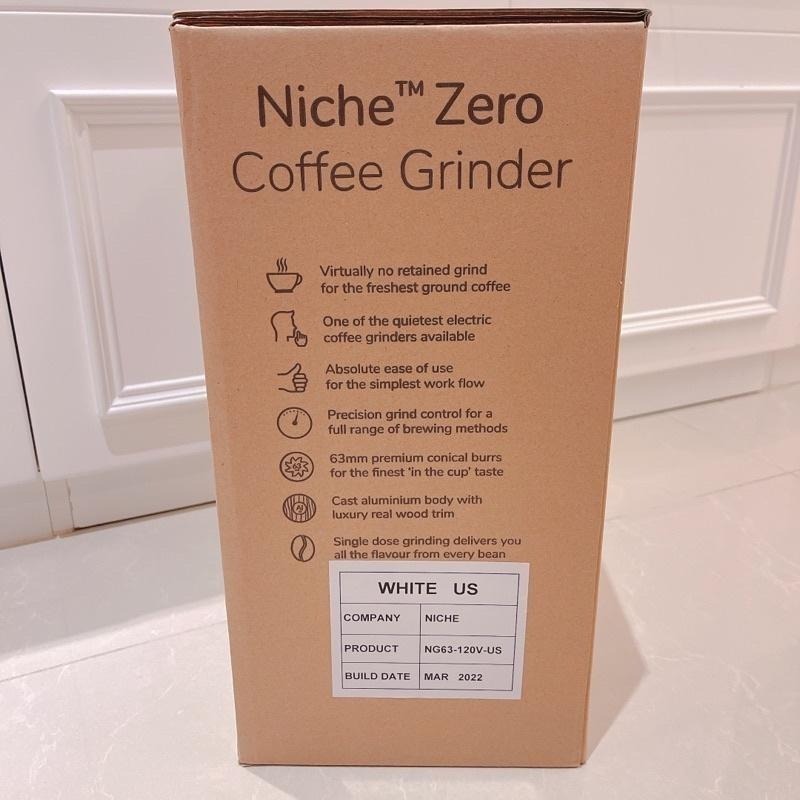 Niche™ Zero
Coffee Grinder
Virtually no retained grind
for the freshest ground coffee
One of the quietest electric
coffee grinders available
Absolute ease of use
for the simplest work flow
Precision grind control for a
full range of brewing methods
63mm premium conical burrs
for the finest 'in the cup' taste
63
Cast aluminium body with
luxury real wood trim
Single dose grinding delivers you
all the flavour from every bean
WHITE US
COMPANY NICHE
PRODUCT NG63-120V-US
BUILD DATE MAR 2022